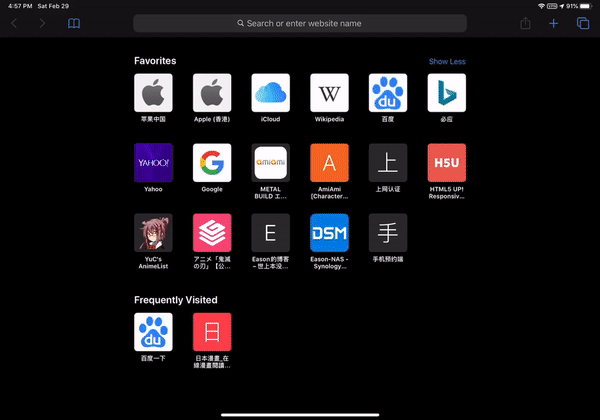 4:57 PM Sat Feb 29
VPN 91%
Search or enter website name
Favorites
Show Less
苹果中国
Apple (香港)
iCloud
W
Wikipedia
du
百度
必应
YAHOO!
Yahoo
G
Google
amiami
METAL
BUILD エ...
A
AmiAmi
[Character...
上
上网认证
H5U
HTML5 UP!
Responsiv...
YuC's
AnimeList
アニメ「鬼滅
の刃」【公...
E
Eason的博客
– 世上本没...
DSM
Eason-NAS -
Synology...
手
手机预约端
Frequently Visited
du
百度一下
日
日本漫畫_在
線漫畫閱讀...